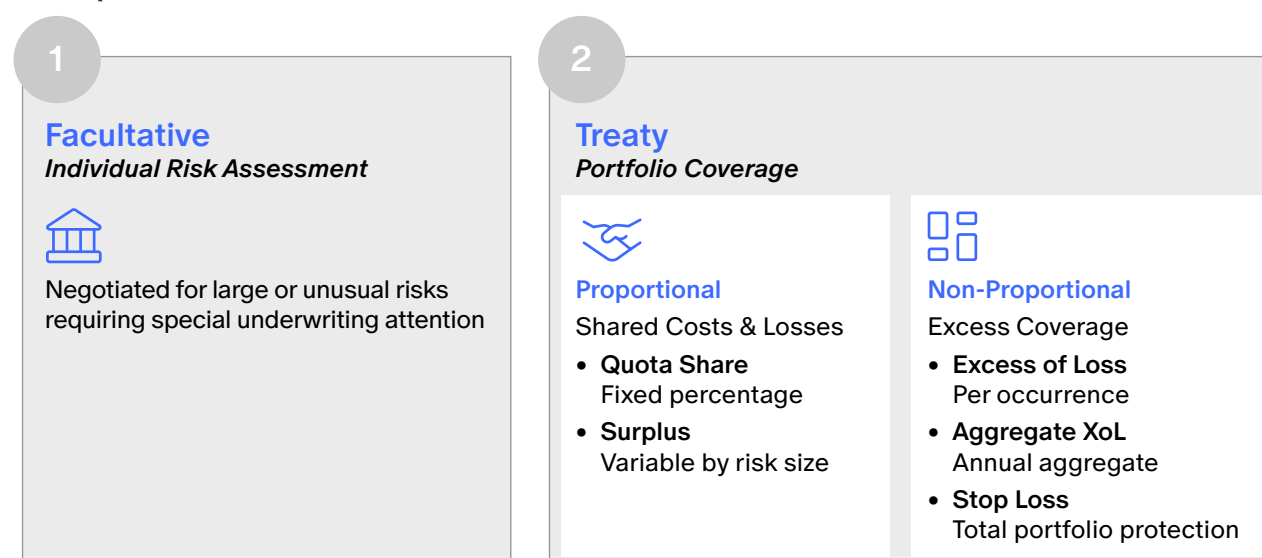 1
Facultative
Individual Risk Assessment
Negotiated for large or unusual risks
requiring special underwriting attention
2
Treaty
Portfolio Coverage
Proportional
Shared Costs & Losses
• Quota Share
Fixed percentage
• Surplus
Variable by risk size
Non-Proportional
Excess Coverage
• Excess of Loss
Per occurrence
• Aggregate XoL
Annual aggregate
• Stop Loss
Total portfolio protection